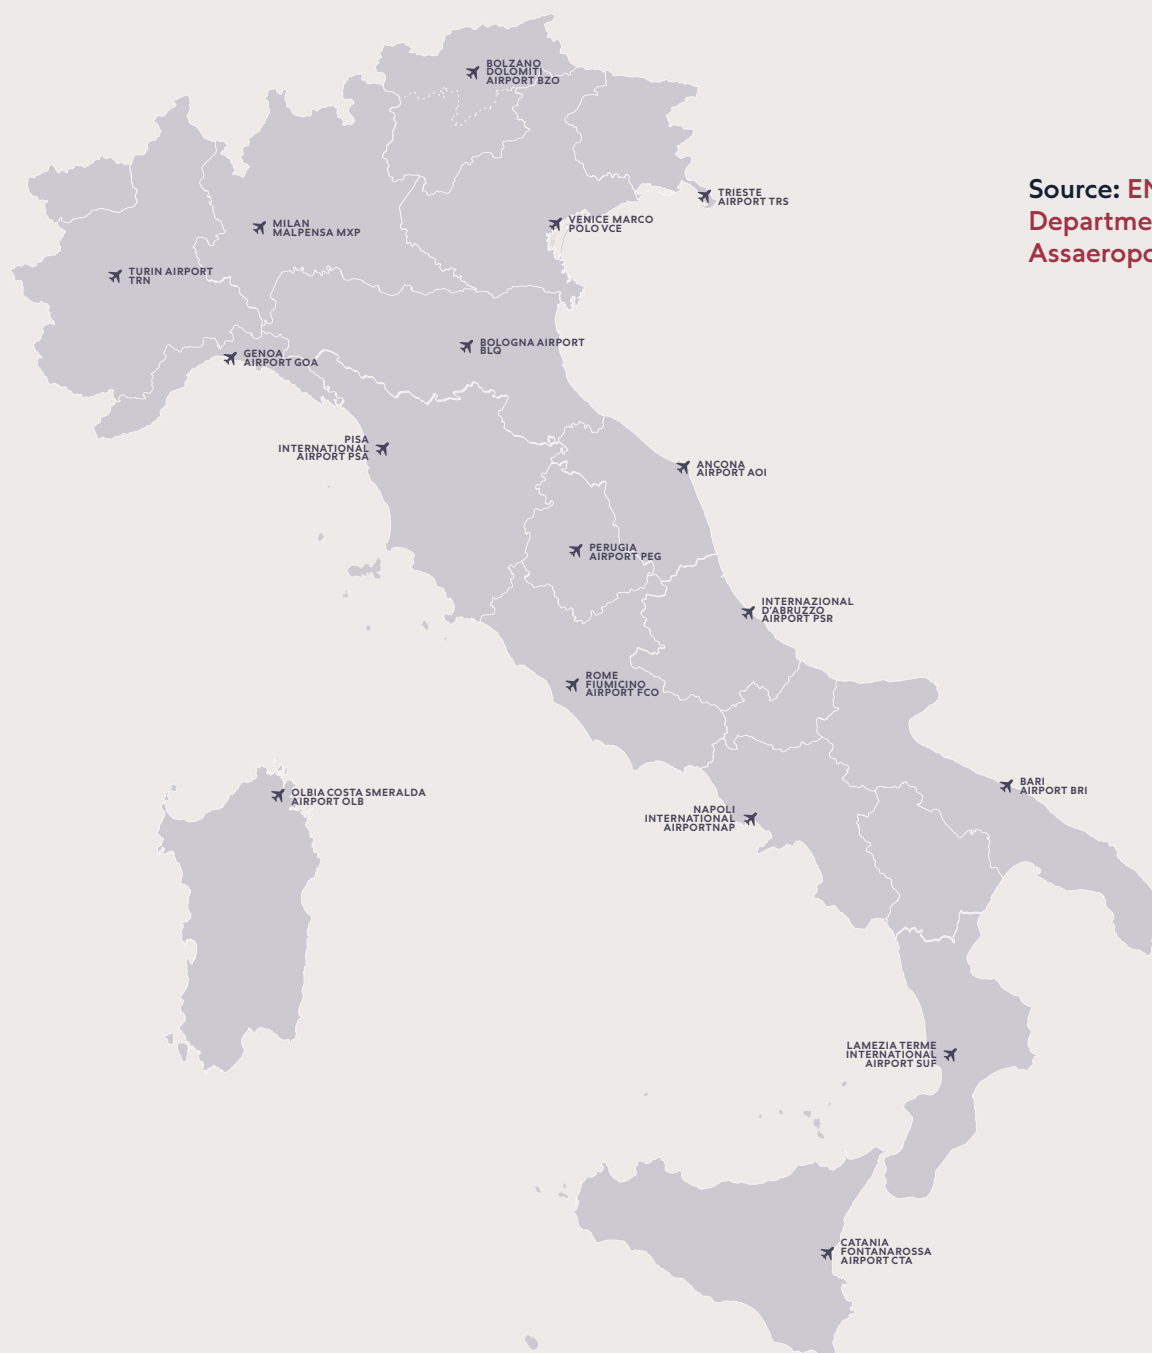 BOLZANO
DOLOMITI
AIRPORT BZO
TRIESTE
AIRPORT TRS
Source:
Departme
Assaeropo
MILAN
MALPENSA MXP
VENICE MARCO
POLO VCE
TURIN AIRPORT
TRN
BOLOGNA AIRPORT
BLQ
GENOA
AIRPORT GOA
PISA
INTERNATIONAL
AIRPORT PSA
ANCONA
AIRPORT AOI
PERUGIA
AIRPORT PEG
INTERNAZIONAL
D'ABRUZZO
AIRPORT PSR
ROME
FIUMICINO
AIRPORT FCO
OLBIA COSTA SMERALDA
AIRPORT OLB
BARI
AIRPORT BRI
NAPOLI
INTERNATIONAL
AIRPORTNAP
LAMEZIA TERME
INTERNATIONAL
AIRPORT SUF
CATANIA
FONTANAROSSA
AIRPORT CTA